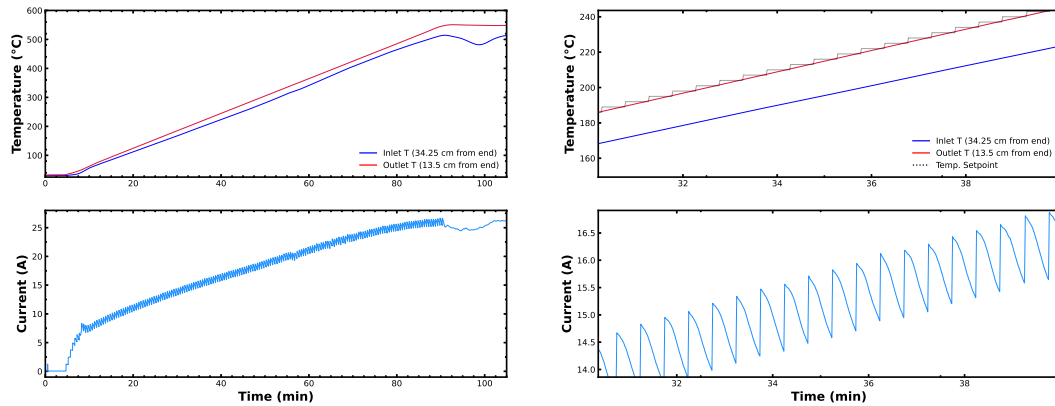 600
500
400
300
200
100
Temperature (°C)
Inlet T (34.25 cm from end)
Outlet T (13.5 cm from end)
0 20 40 60 80 100
240
220
200
180
160
Temperature (°C)
Inlet T (34.25 cm from end)
Outlet T (13.5 cm from end)
Temp. Setpoint
32 34 36 38
25
20
15
10
5
0
Current (A)
0 20 40 60 80 100
Time (min)
16.5
16.0
15.5
15.0
14.5
14.0
Current (A)
32 34 36 38
Time (min)